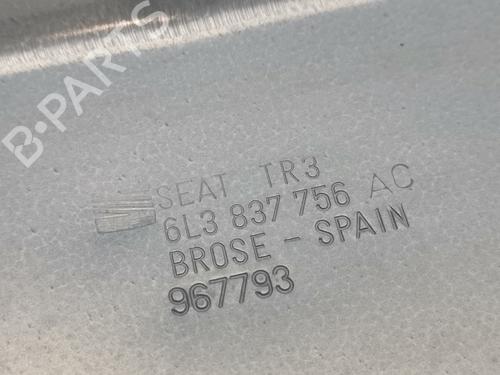 B-PARTS
SEAT TR3
6L3 837 756 AC
BROSE - SPAIN
967793